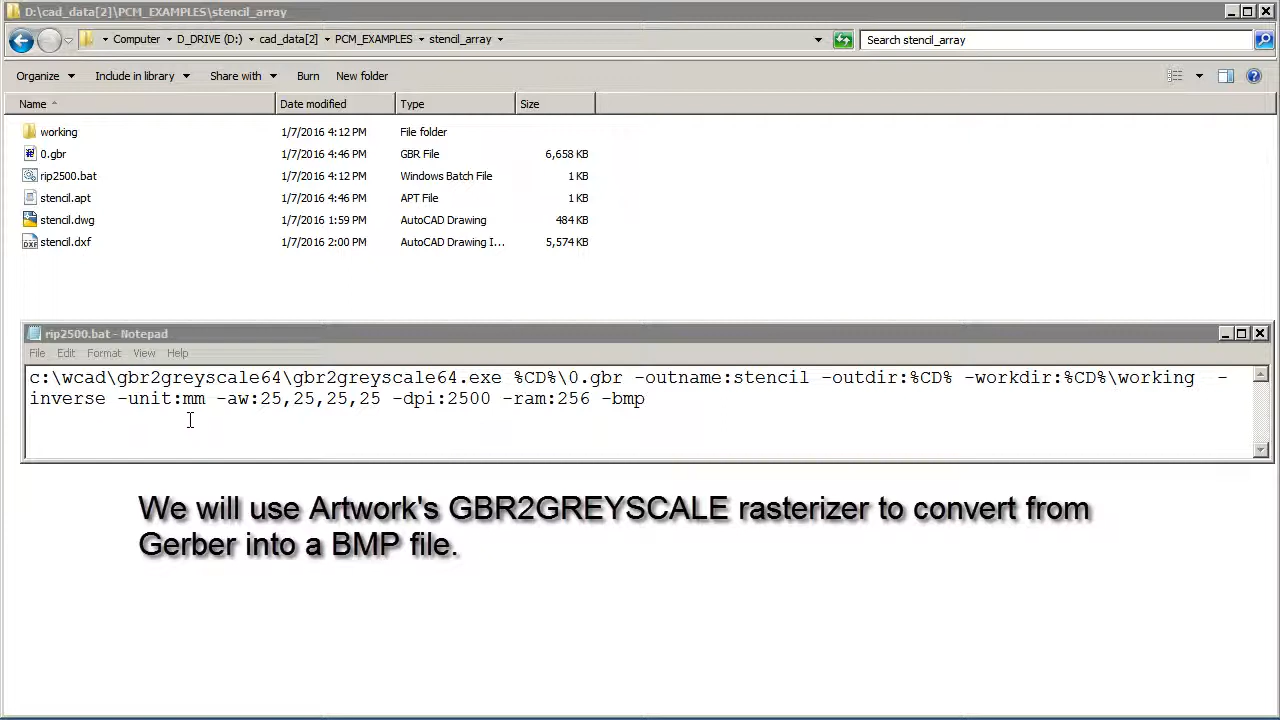 D:\cad_data[2]\PCM_EXAMPLES\stencil_array
Computer D_DRIVE (D:) cad_data[2] PCM_EXAMPLES stencil_array Search stencil_array
Organize Include in library Share with Burn New folder
Name Date modified Type Size
working 1/7/2016 4:12 PM File folder
0.gbr 1/7/2016 4:46 PM GBR File 6,658 KB
rip2500.bat 1/7/2016 4:12 PM Windows Batch File 1 KB
stencil.apt 1/7/2016 4:46 PM APT File 1 KB
stencil.dwg 1/7/2016 1:59 PM AutoCAD Drawing 484 KB
stencil.dxf 1/7/2016 2:00 PM AutoCAD Drawing I... 5,574 KB
rip2500.bat - Notepad
File Edit Format View Help
c:\wcad\gbr2greyscale64\gbr2greyscale64.exe %CD%\0.gbr -outname:stencil -outdir:%CD% -workdir:%CD%\working -
inverse -unit:mm -aw:25,25,25,25 -dpi:2500 -ram:256 -bmp
We will use Artwork's GBR2GREYSCALE rasterizer to convert from
Gerber into a BMP file.